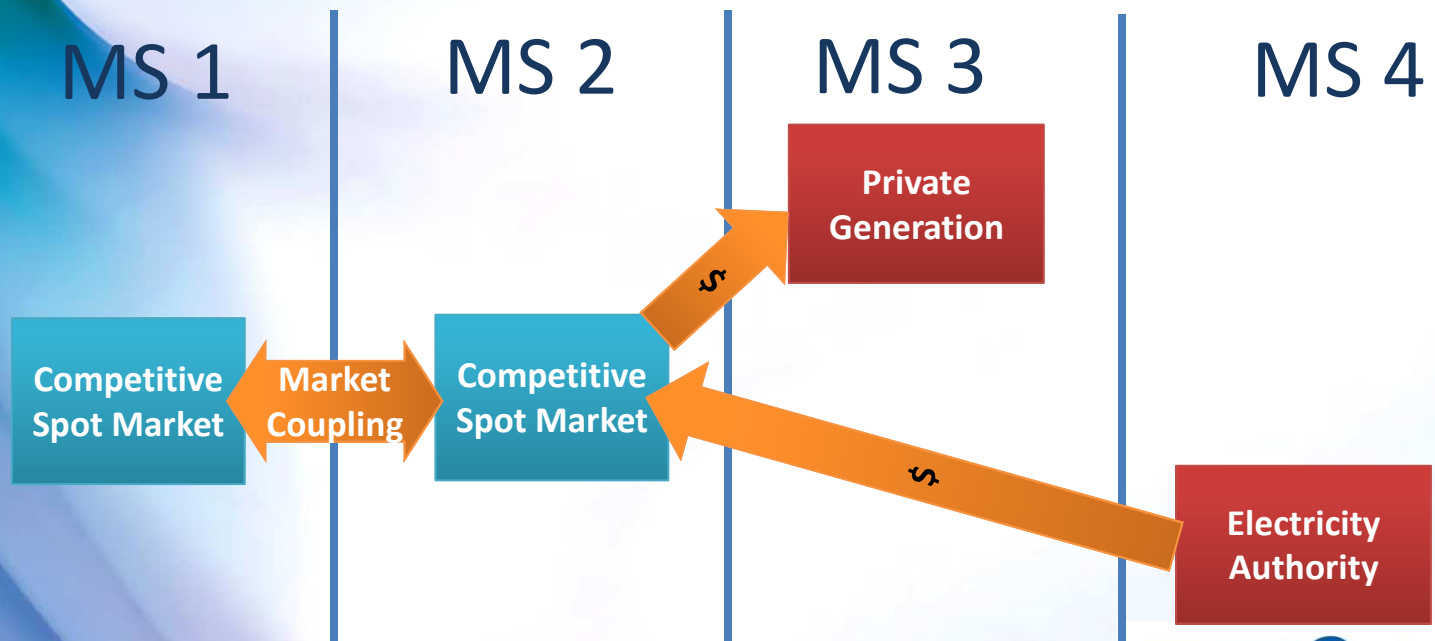 MS 1
MS 2
MS 3
MS 4
Private
Generation
$
Competitive
Spot Market
Market
Coupling
Competitive
Spot Market
$
Electricity
Authority